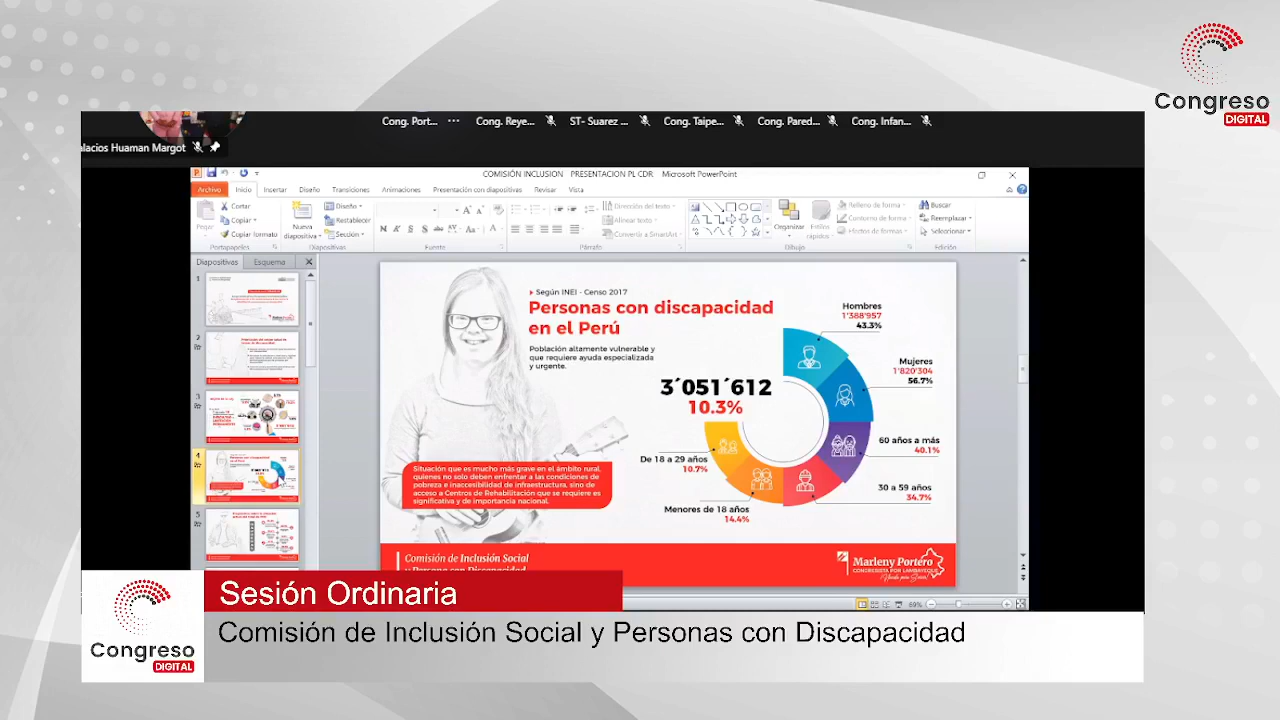 Congreso
DIGITAL
Cong. Port...
Cong. Reye...
ST- Suarez ...
Cong. Taipe...
Cong. Pared...
Cong. Infan...
alacios Huaman Margot
COMISIÓN INCLUSION PRESENTACION PL CDR - Microsoft PowerPoint
Archivo
Inicio
Insertar
Diseño
Transiciones
Animaciones
Presentación con diapositivas
Revisar
Vista
Pegar
Cortar
Copiar
Copiar formato
Portapapeles
Nueva
diapositiva
Diseño
Restablecer
Sección
Diapositivas
Fuente
Dirección del texto
Alinear texto
Convertir a SmartArt
Párrafo
Organizar
Estilos
rápidos
Relleno de forma
Contorno de forma
Efectos de formas
Dibujo
Buscar
Reemplazar
Seleccionar
Edición
Diapositivas
Esquema
1
2
3
4
5
Según INEI - Censo 2017
Personas con discapacidad
en el Perú
Población altamente vulnerable y
que requiere ayuda especializada
y urgente.
3´051´612
10.3%
Hombres
1'388'957
43.3%
Mujeres
1'820'304
56.7%
60 años a más
40.1%
30 a 59 años
34.7%
De 18 a 29 años
10.7%
Menores de 18 años
14.4%
Situación que es mucho más grave en el ámbito rural,
quienes no solo deben enfrentar a las condiciones de
pobreza e inaccesibilidad de infraestructura, sino de
acceso a Centros de Rehabilitación que se requiere es
significativa y de importancia nacional.
Comisión de Inclusión Social
y Persona con Discapacidad
Marleny Portero
CONGRESISTA POR LAMBAYEQUE
69%
Sesión Ordinaria
Comisión de Inclusión Social y Personas con Discapacidad
Congreso
DIGITAL